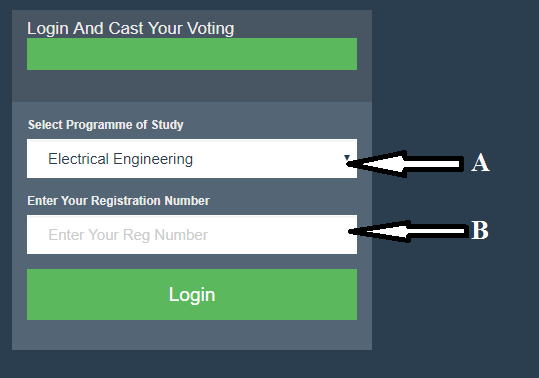 Login And Cast Your Voting
Select Programme of Study
Electrical Engineering
A
Enter Your Registration Number
Enter Your Reg Number
B
Login